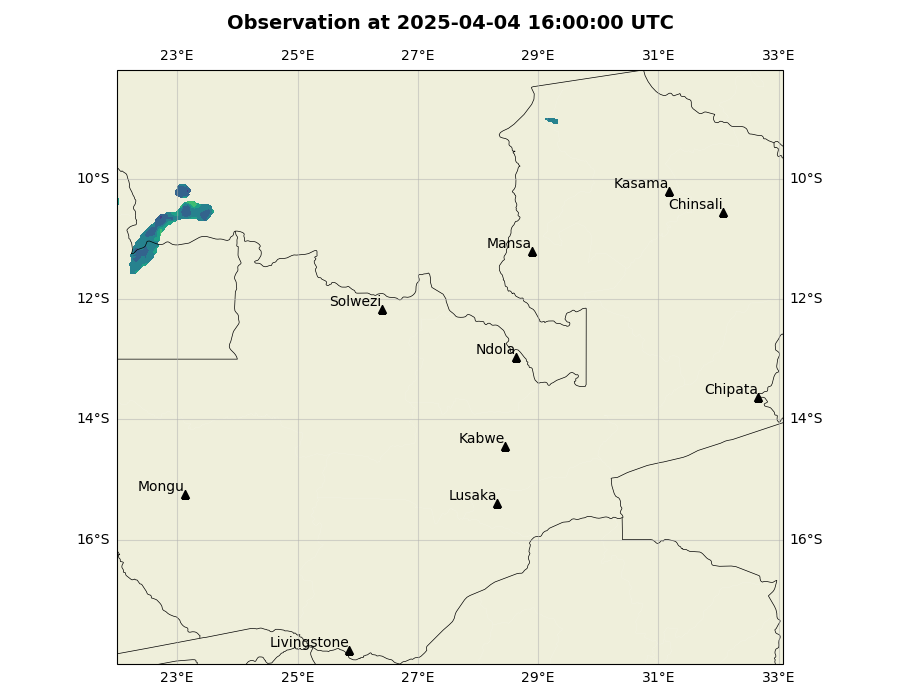 Observation at 2025-04-04 16:00:00 UTC
23°E 25°E 27°E 29°E 31°E 33°E
10°S 10°S
Kasama
Chinsali
Mansa
12°S 12°S
Solwezi
Ndola
Chipata
14°S 14°S
Kabwe
Mongu
Lusaka
16°S 16°S
Livingstone
23°E 25°E 27°E 29°E 31°E 33°E